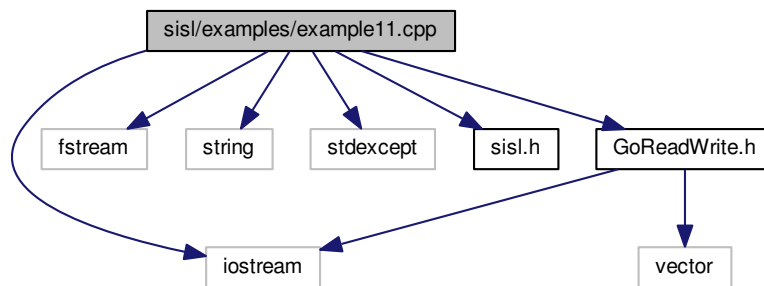 sisl/examples/example11.cpp
fstream
string
stdexcept
sisl.h
GoReadWrite.h
iostream
vector